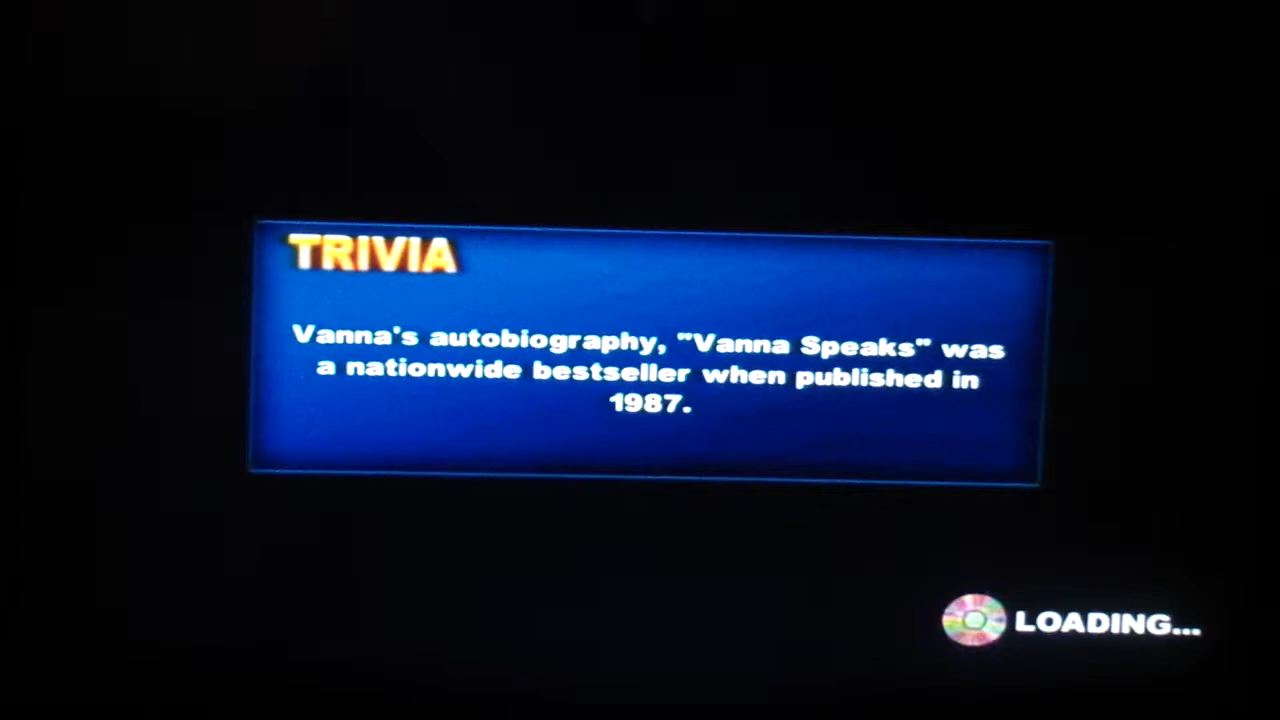 TRIVIA
Vanna's autobiography, "Vanna Speaks" was
a nationwide bestseller when published in
1987.
LOADING...